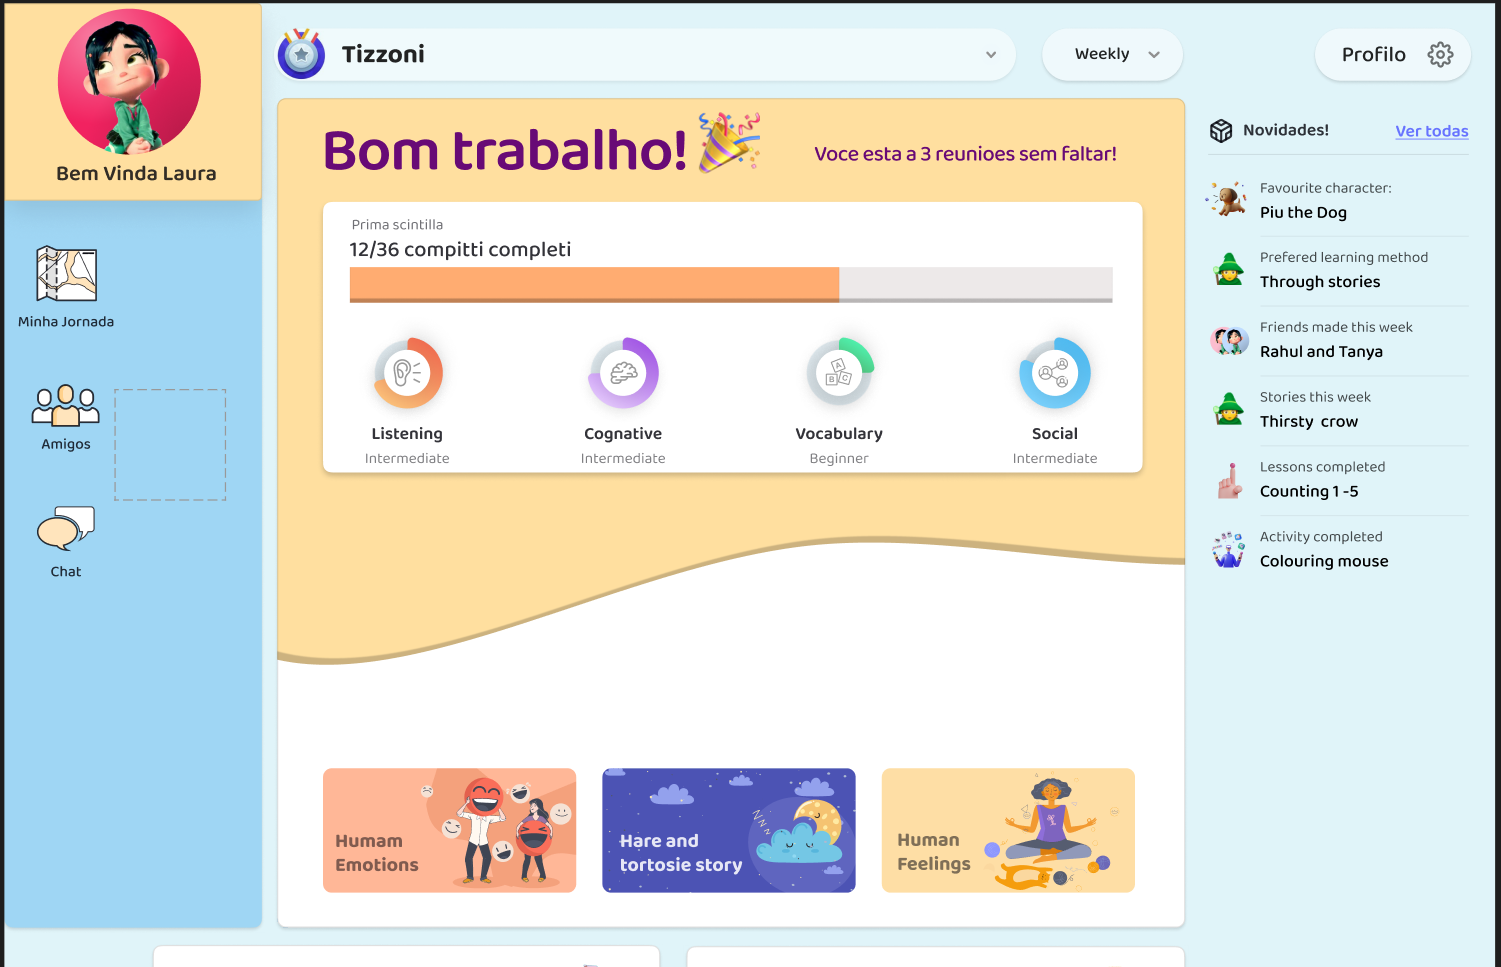 Tizzoni
Weekly
Profilo
Bem Vinda Laura
Minha Jornada
Amigos
Chat
Bom trabalho!
Voce esta a 3 reunioes sem faltar!
Prima scintilla
12/36 compitti completi
Listening
Intermediate
Cognative
Intermediate
Vocabulary
Beginner
Social
Intermediate
A
B C
Humam
Emotions
Hare and
tortosie story
N N N
Human
Feelings
Novidades!
Ver todas
Favourite character:
Piu the Dog
Prefered learning method
Through stories
Friends made this week
Rahul and Tanya
Stories this week
Thirsty crow
Lessons completed
Counting 1 -5
Activity completed
Colouring mouse